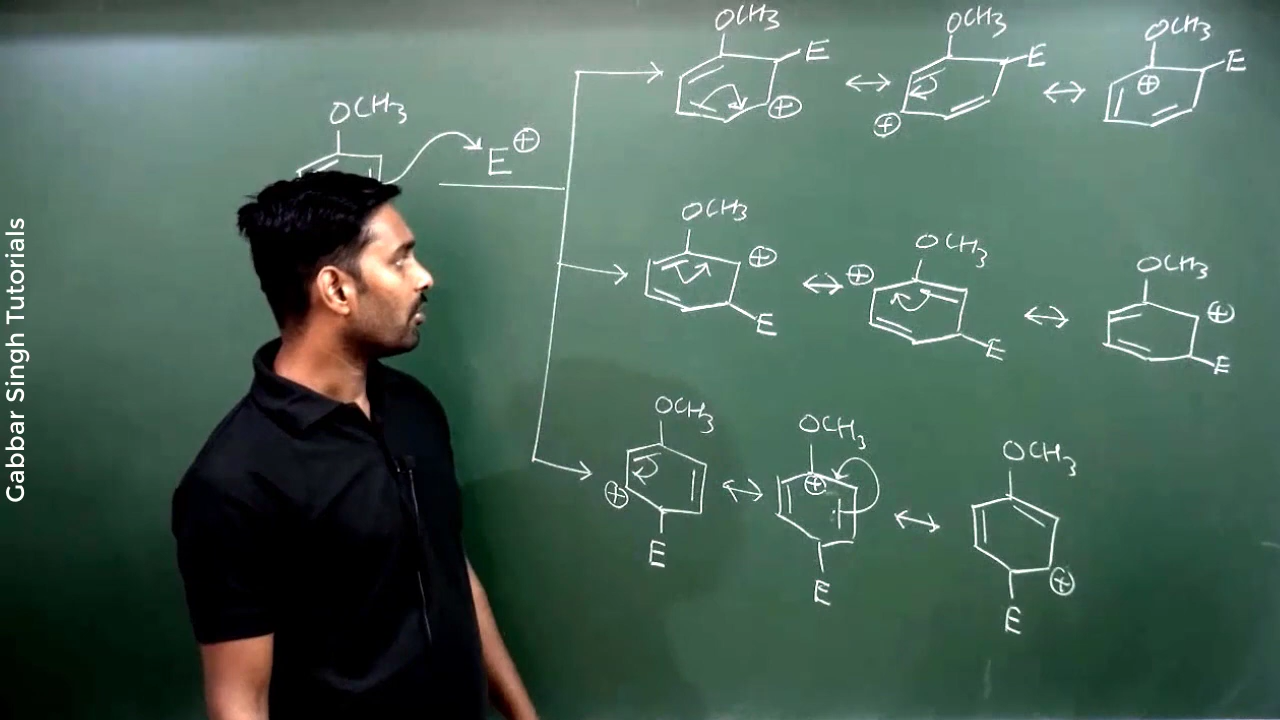 Gabbar Singh Tutorials
OCH3
E⊕
OCH3 E ⊕ ↔ OCH3 E ⊕ ↔ OCH3 E ⊕
OCH3 ⊕ E ↔ ⊕ OCH3 E ↔ OCH3 ⊕ E
OCH3 ⊕ E ↔ OCH3 ⊕ E ↔ OCH3 ⊕ E